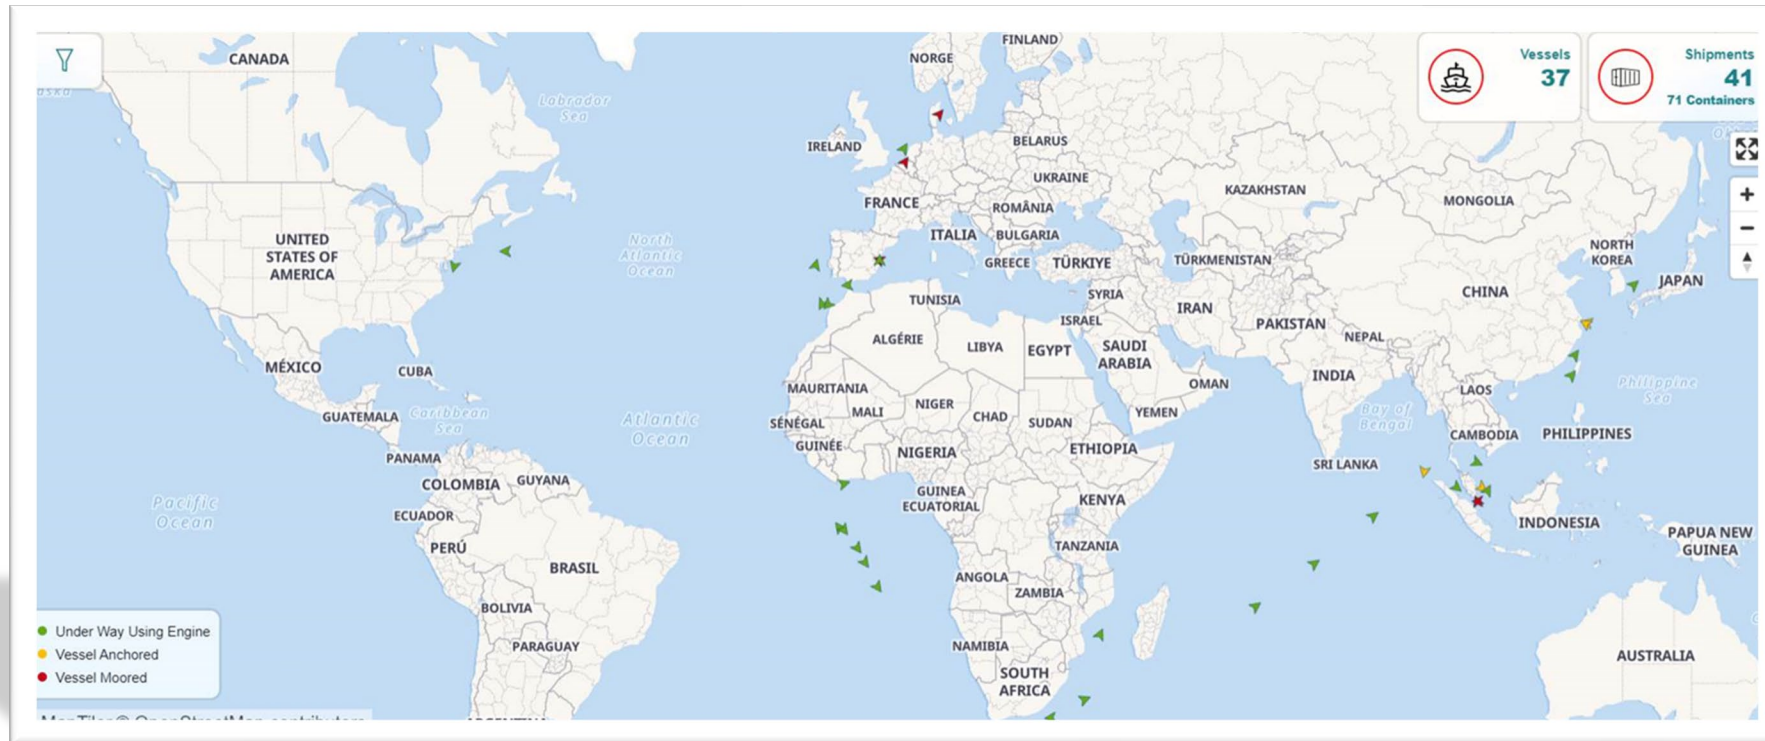 FINLAND
NORGE
CANADA
Vessels
37
Shipments
41
71 Containers
Labrador
Sea
IRELAND
BELARUS
UKRAINE
KAZAKHSTAN
MONGOLIA
FRANCE
ROMÂNIA
UNITED
STATES OF
AMERICA
North
Atlantic
Ocean
ITALIA
BULGARIA
GREECE
TÜRKIYE
TÜRKMENISTAN
NORTH
KOREA
JAPAN
CHINA
TUNISIA
SYRIA
IRAN
ISRAEL
PAKISTAN
NEPAL
ALGÉRIE
LIBYA
EGYPT
SAUDI
ARABIA
MÉXICO
CUBA
INDIA
OMAN
LAOS
Philippine
Sea
MAURITANIA
MALI
NIGER
CHAD
SUDAN
YEMEN
GUATEMALA
Caribbean
Sea
Atlantic
Ocean
SÉNÉGAL
GUINÉE
NIGERIA
ETHIOPIA
Bay of
Bengal
CAMBODIA
PHILIPPINES
PANAMA
COLOMBIA
GUYANA
SRI LANKA
GUINEA
ECUATORIAL
KENYA
Pacific
Ocean
ECUADOR
INDONESIA
PAPUA NEW
GUINEA
PERÚ
BRASIL
TANZANIA
ANGOLA
ZAMBIA
BOLIVIA
PARAGUAY
NAMIBIA
SOUTH
AFRICA
AUSTRALIA
Under Way Using Engine
Vessel Anchored
Vessel Moored
MapTiler © OpenStreetMap contributors
ARGENTINA